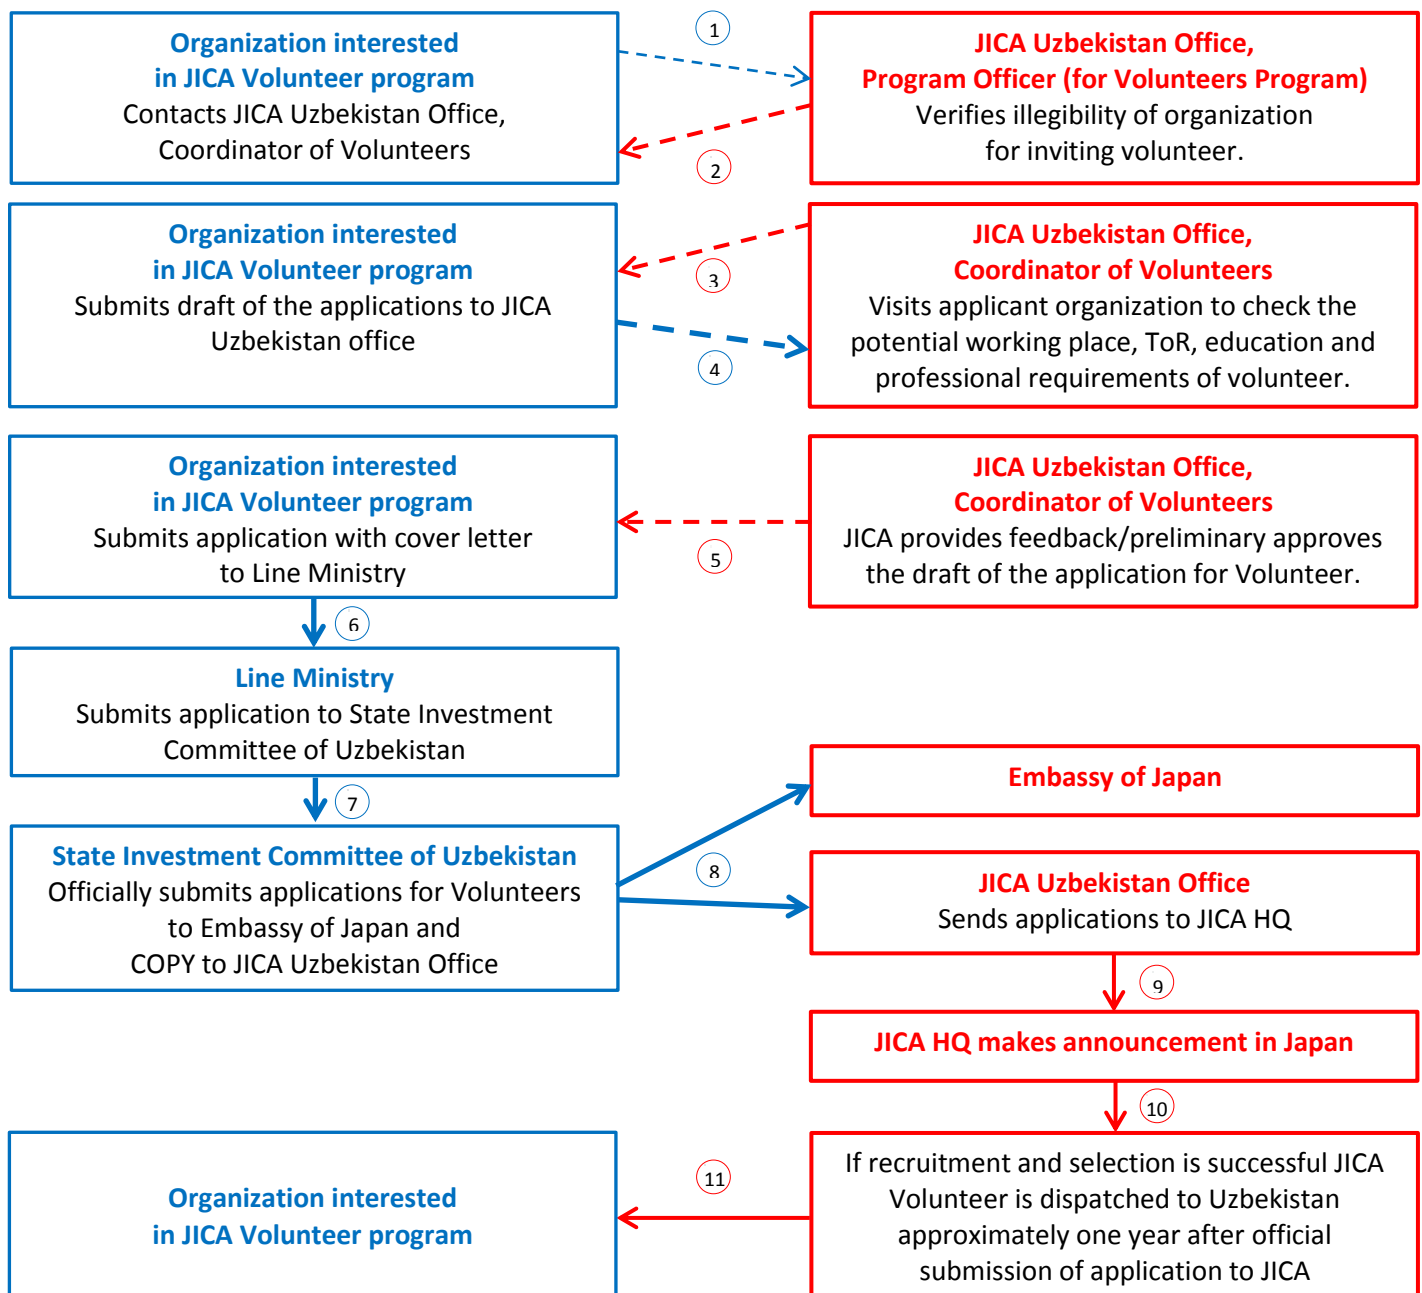 Organization interested
in JICA Volunteer program
Contacts JICA Uzbekistan Office,
Coordinator of Volunteers
1
2
JICA Uzbekistan Office,
Program Officer (for Volunteers Program)
Verifies illegibility of organization
for inviting volunteer.
Organization interested
in JICA Volunteer program
Submits draft of the applications to JICA
Uzbekistan office
3
4
JICA Uzbekistan Office,
Coordinator of Volunteers
Visits applicant organization to check the
potential working place, ToR, education and
professional requirements of volunteer.
Organization interested
in JICA Volunteer program
Submits application with cover letter
to Line Ministry
5
JICA Uzbekistan Office,
Coordinator of Volunteers
JICA provides feedback/preliminary approves
the draft of the application for Volunteer.
6
Line Ministry
Submits application to State Investment
Committee of Uzbekistan
7
State Investment Committee of Uzbekistan
Officially submits applications for Volunteers
to Embassy of Japan and
COPY to JICA Uzbekistan Office
8
Embassy of Japan
JICA Uzbekistan Office
Sends applications to JICA HQ
9
JICA HQ makes announcement in Japan
10
If recruitment and selection is successful JICA
Volunteer is dispatched to Uzbekistan
approximately one year after official
submission of application to JICA
11
Organization interested
in JICA Volunteer program